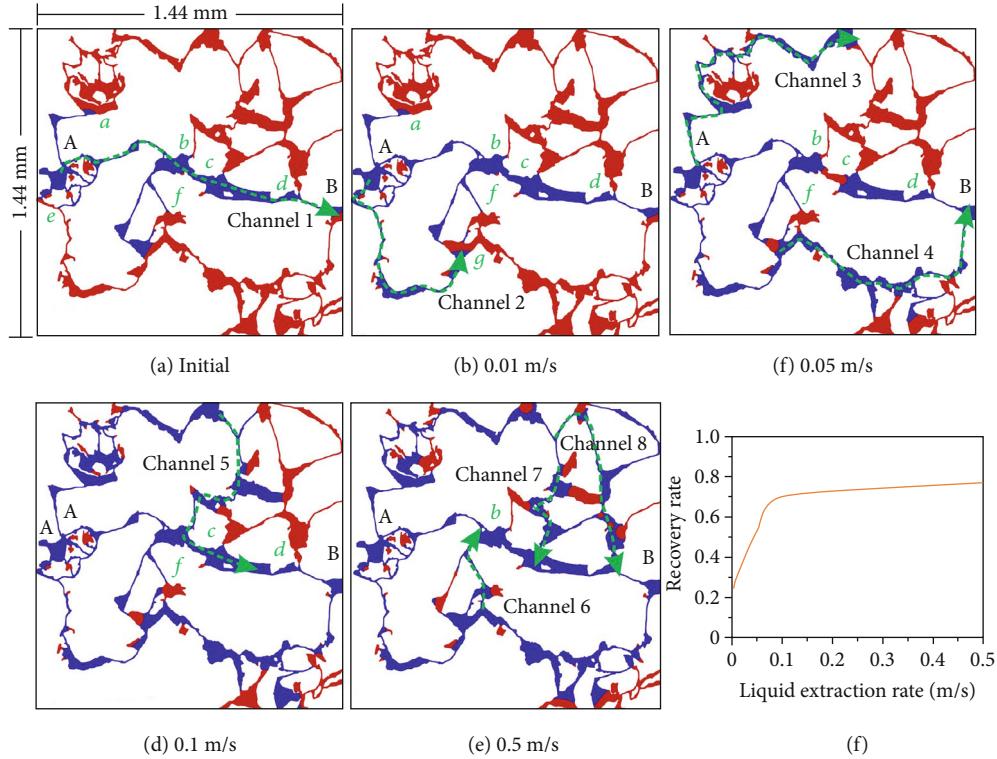 1.44 mm
1.44 mm
a
A
b
c
d
B
e
f
Channel 1
(a) Initial
a
A
b
c
d
B
f
g
Channel 2
(b) 0.01 m/s
Channel 3
A
b
c
d
B
f
Channel 4
(f) 0.05 m/s
Channel 5
A
A
c
d
B
f
(d) 0.1 m/s
Channel 8
Channel 7
A
b
B
Channel 6
(e) 0.5 m/s
1.0
0.8
0.6
0.4
0.2
0
Recovery rate
0 0.1 0.2 0.3 0.4 0.5
Liquid extraction rate (m/s)
(f)